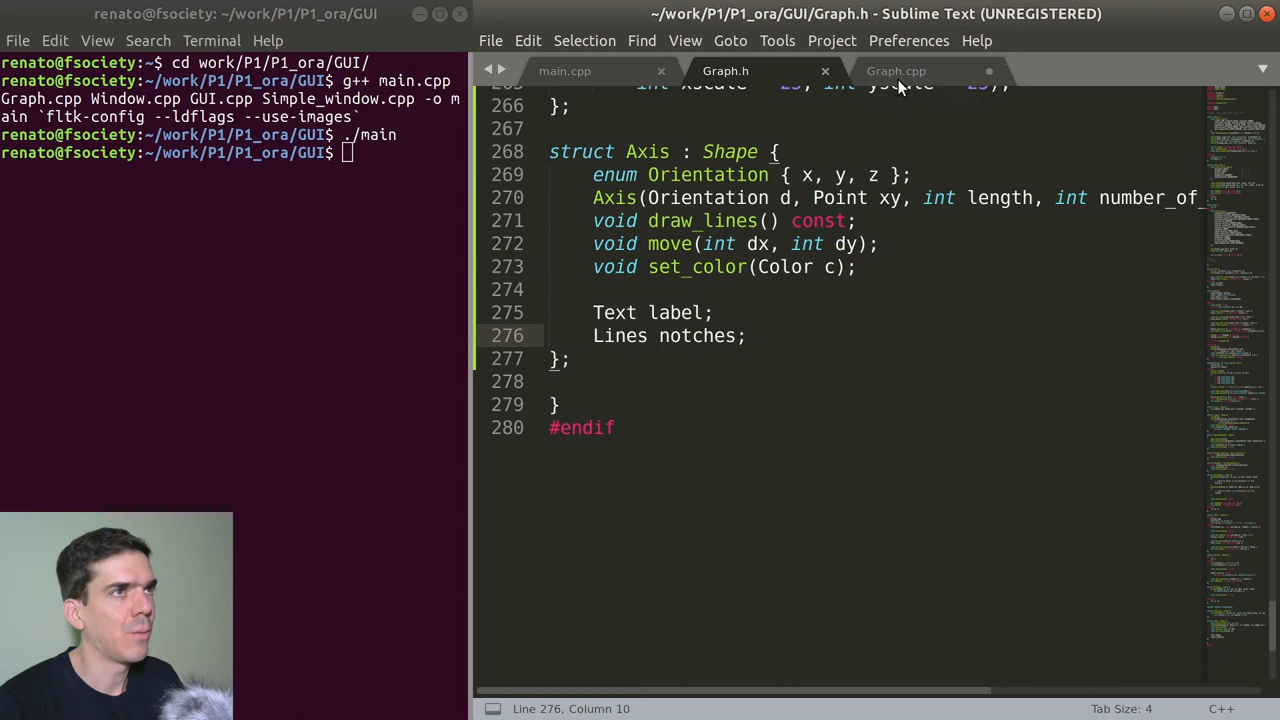 renato@fsociety: ~/work/P1/P1_ora/GUI
File Edit View Search Terminal Help
renato@fsociety:~$ cd work/P1/P1_ora/GUI/
renato@fsociety:~/work/P1/P1_ora/GUI$ g++ main.cpp
Graph.cpp Window.cpp GUI.cpp Simple_window.cpp -o m
ain `fltk-config --ldflags --use-images`
renato@fsociety:~/work/P1/P1_ora/GUI$ ./main
renato@fsociety:~/work/P1/P1_ora/GUI$
~/work/P1/P1_ora/GUI/Graph.h - Sublime Text (UNREGISTERED)
File Edit Selection Find View Goto Tools Project Preferences Help
main.cpp Graph.h Graph.cpp
266 };
267
268 struct Axis : Shape {
269 enum Orientation { x, y, z };
270 Axis(Orientation d, Point xy, int length, int number_of_
271 void draw_lines() const;
272 void move(int dx, int dy);
273 void set_color(Color c);
274
275 Text label;
276 Lines notches;
277 };
278
279 }
280 #endif
Line 276, Column 10
Tab Size: 4
C++